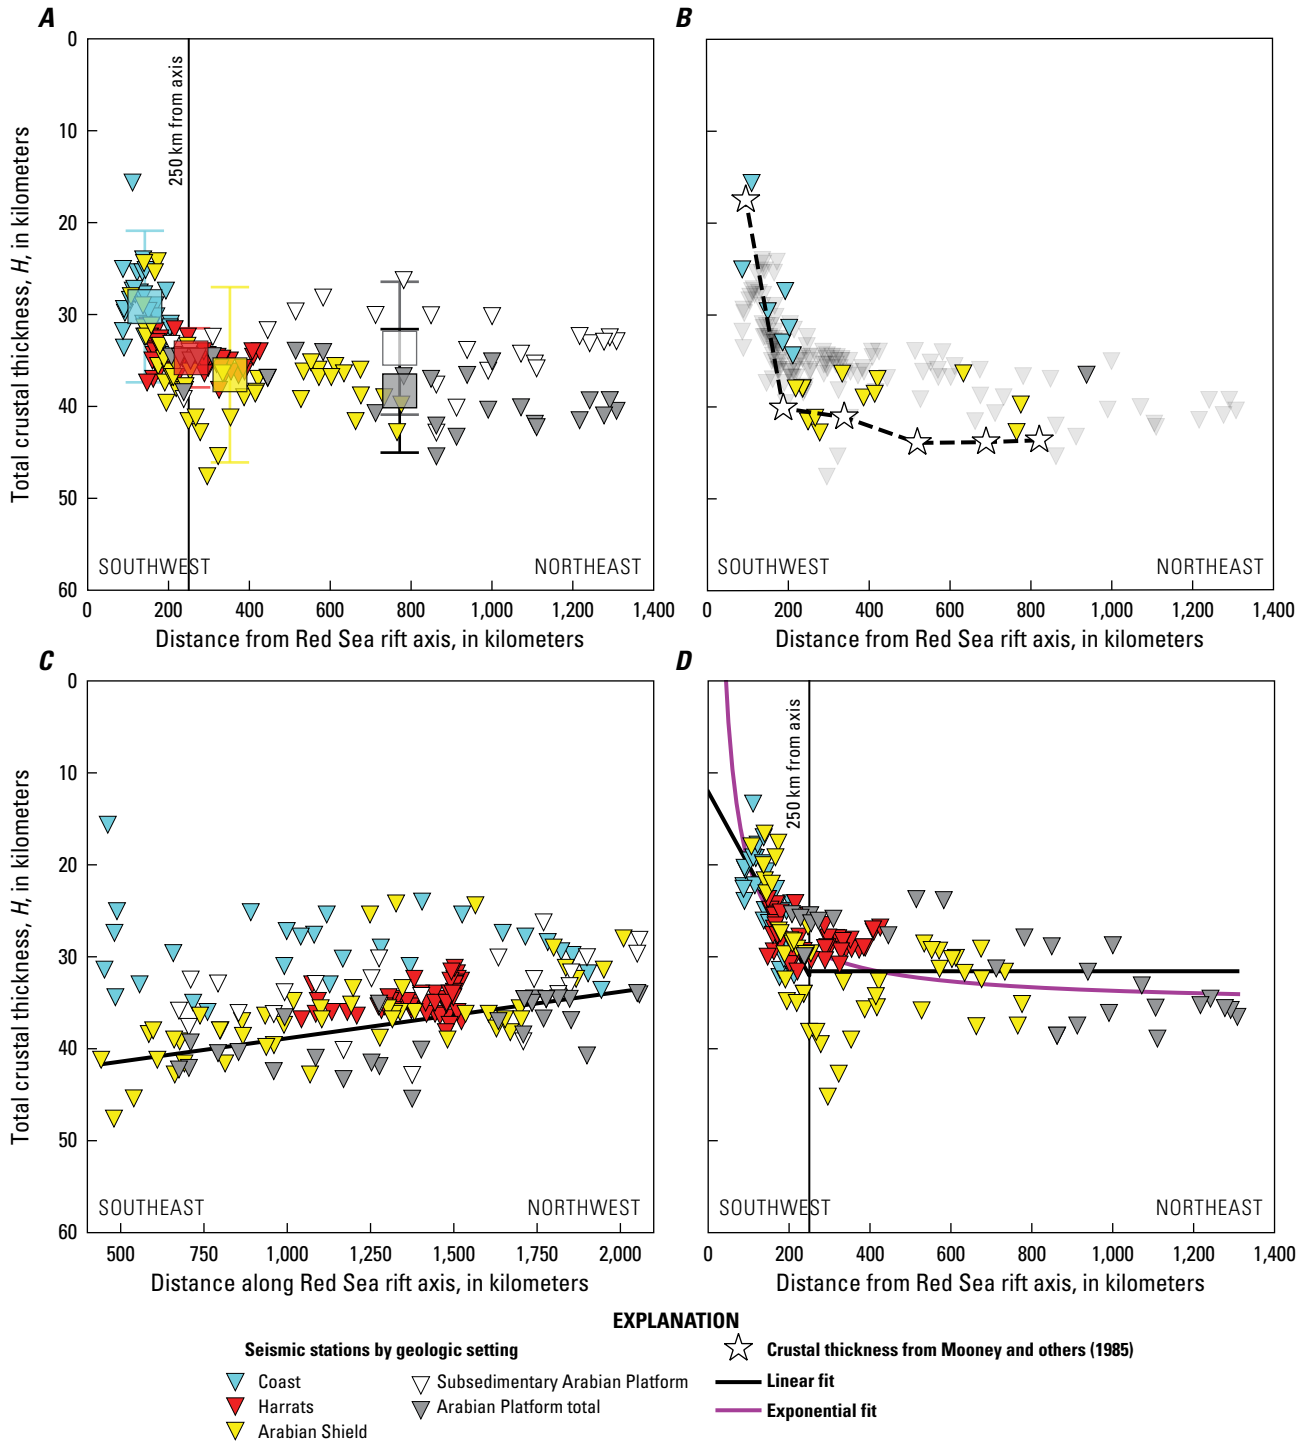 A
B
0
10
20
30
40
50
60
Total crustal thickness, H, in kilometers
250 km from axis
SOUTHWEST
NORTHEAST
0
200
400
600
800
1,000
1,200
1,400
Distance from Red Sea rift axis, in kilometers
SOUTHWEST
NORTHEAST
0
200
400
600
800
1,000
1,200
1,400
Distance from Red Sea rift axis, in kilometers
C
D
0
10
20
30
40
50
60
Total crustal thickness, H, in kilometers
SOUTHEAST
NORTHWEST
500
750
1,000
1,250
1,500
1,750
2,000
Distance along Red Sea rift axis, in kilometers
250 km from axis
SOUTHWEST
NORTHEAST
0
200
400
600
800
1,000
1,200
1,400
Distance from Red Sea rift axis, in kilometers
EXPLANATION
Seismic stations by geologic setting
Coast
Harrats
Arabian Shield
Subsedimentary Arabian Platform
Arabian Platform total
Crustal thickness from Mooney and others (1985)
Linear fit
Exponential fit